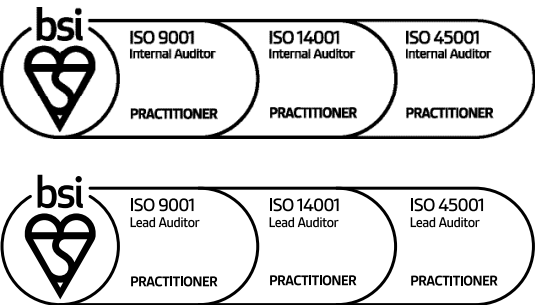 bsi
ISO 9001 ISO 14001 ISO 45001
Internal Auditor Internal Auditor Internal Auditor
PRACTITIONER PRACTITIONER PRACTITIONER
bsi
ISO 9001 ISO 14001 ISO 45001
Lead Auditor Lead Auditor Lead Auditor
PRACTITIONER PRACTITIONER PRACTITIONER